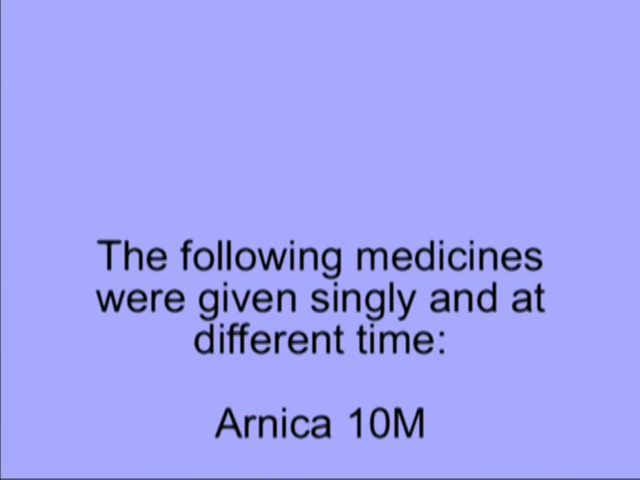 The following medicines
were given singly and at
different time:
Arnica 10M